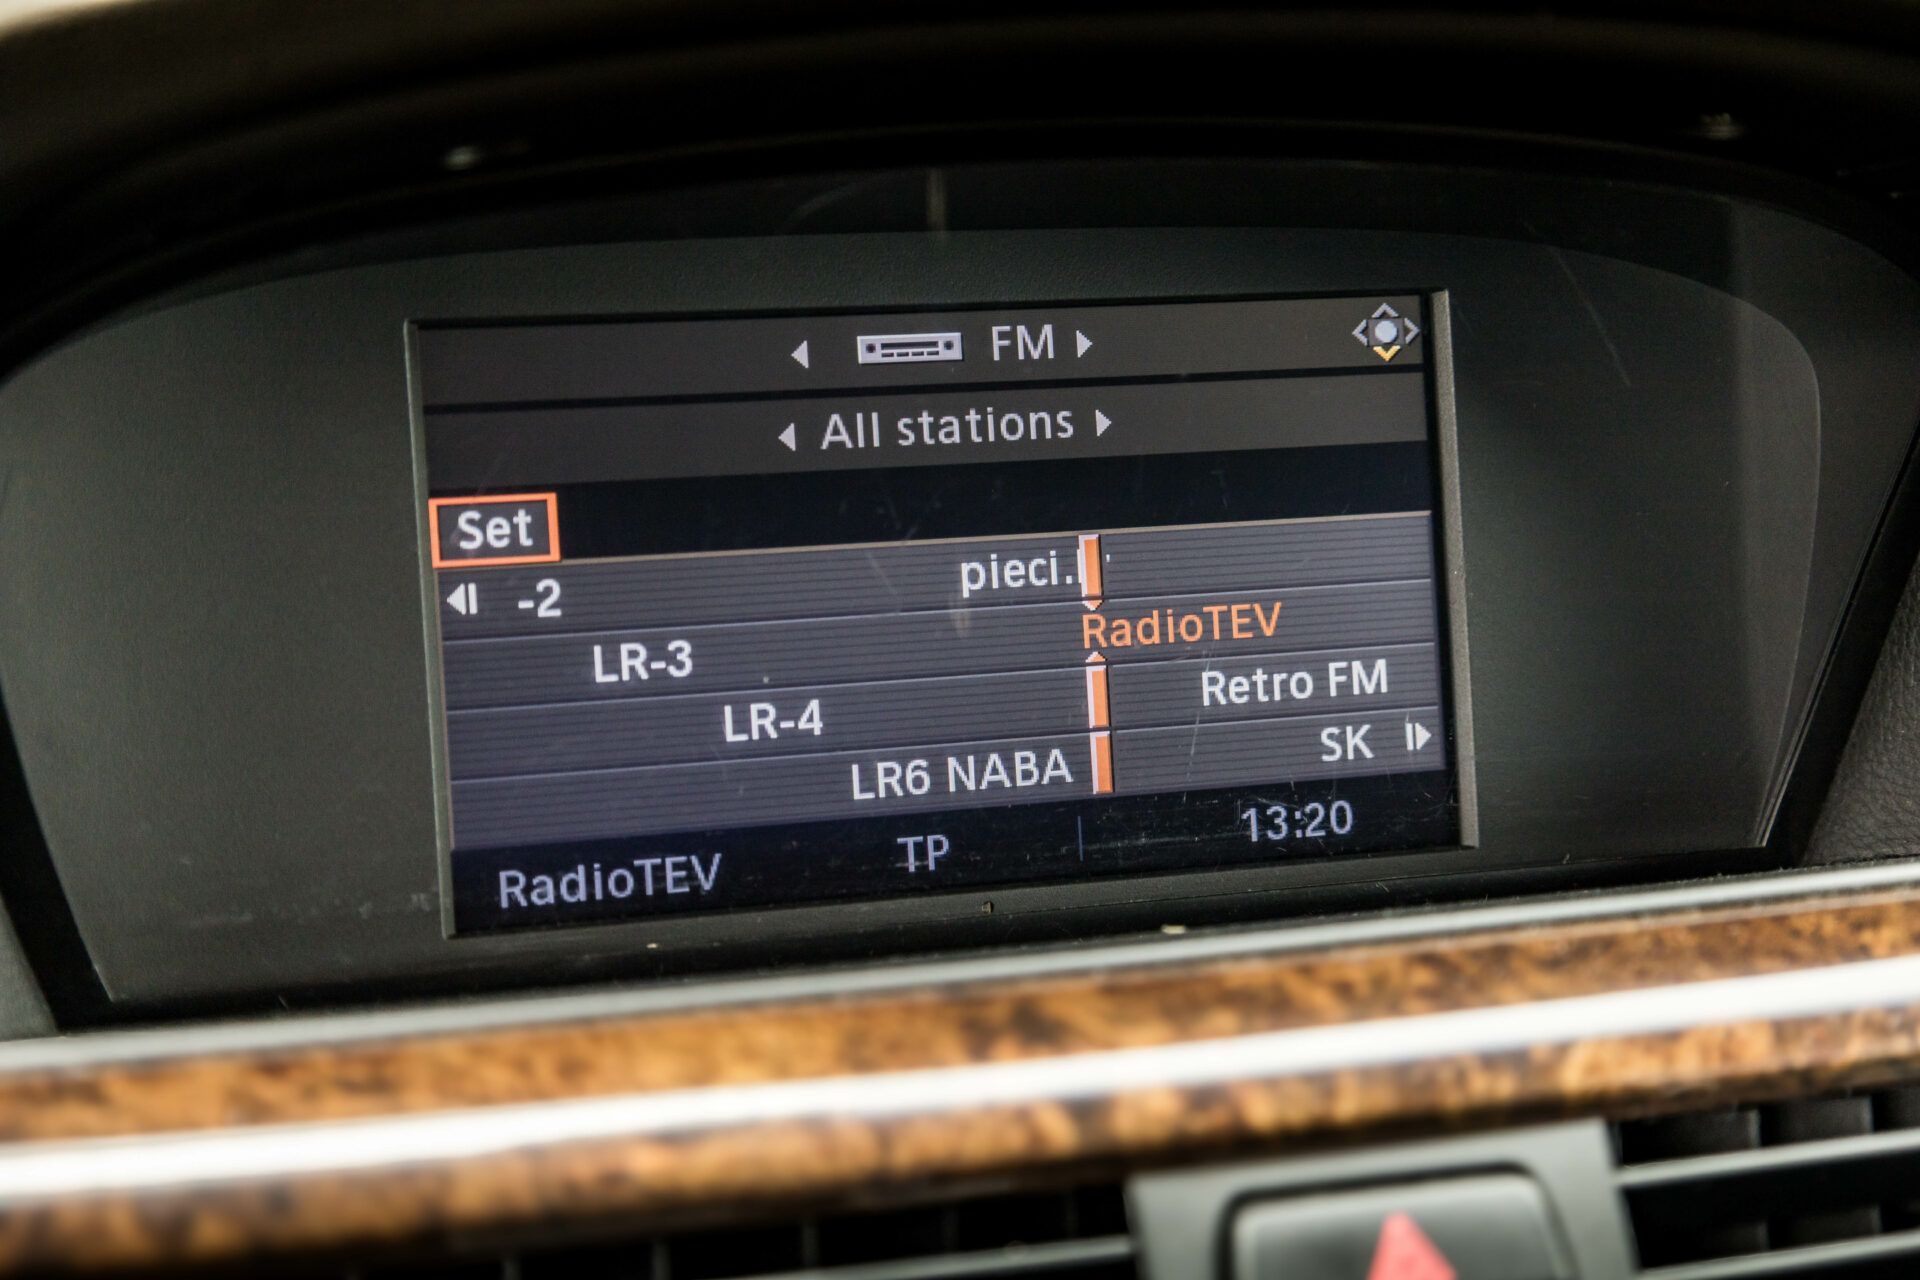 FM
All stations
Set
-2
pieci.
RadioTEV
LR-3
Retro FM
LR-4
SK
LR6 NABA
RadioTEV TP 13:20